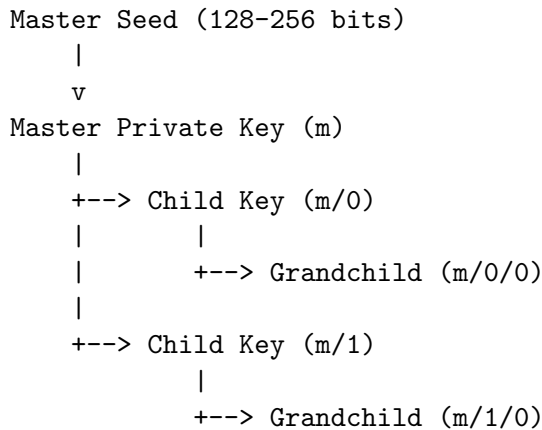 Master Seed (128-256 bits)
    |
    v
Master Private Key (m)
    |
    +--> Child Key (m/0)
    |       |
    |       +--> Grandchild (m/0/0)
    |
    +--> Child Key (m/1)
            |
            +--> Grandchild (m/1/0)